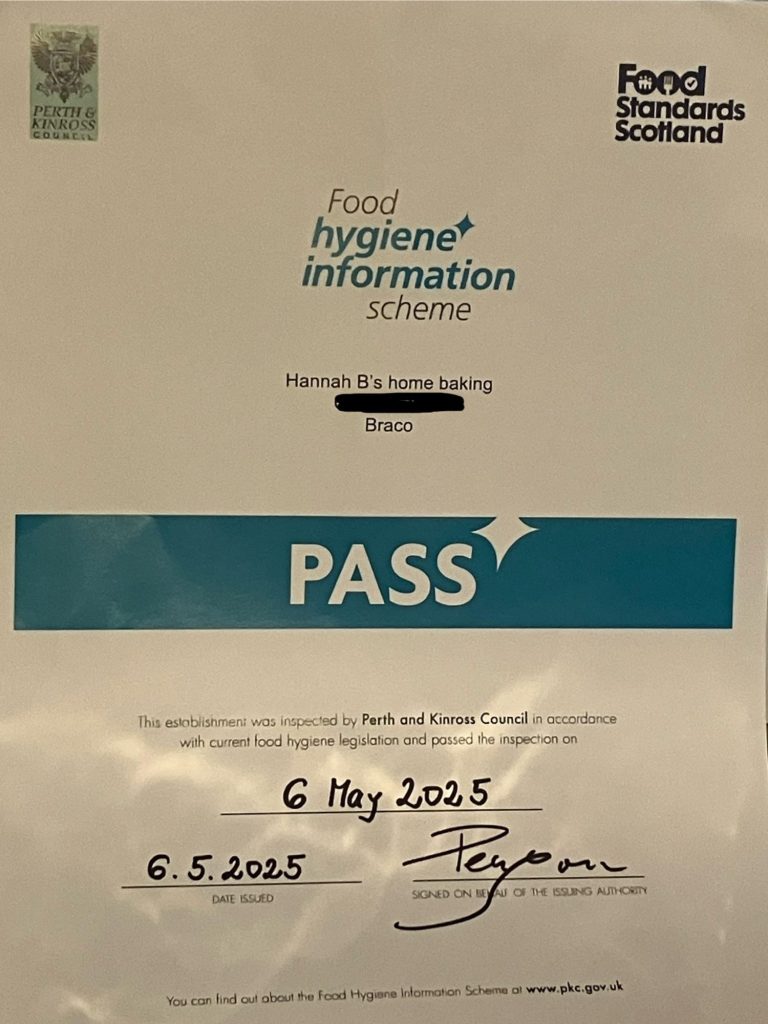 PERTH &
KINROSS
COUNCIL
Food
Standards
Scotland
Food
hygiene
information
scheme
Hannah B's home baking
Braco
PASS
This establishment was inspected by Perth and Kinross Council in accordance
with current food hygiene legislation and passed the inspection on
6 May 2025
6.5.2025
DATE ISSUED
SIGNED ON BEHALF OF THE ISSUING AUTHORITY
You can find out about the Food Hygiene Information Scheme at www.pkc.gov.uk